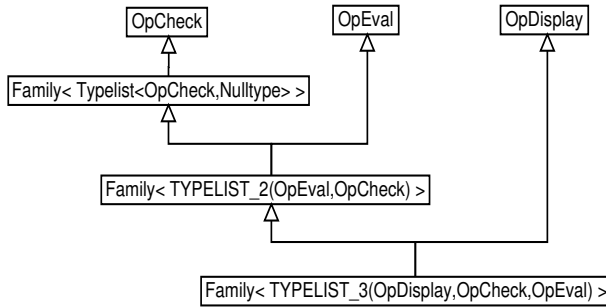 OpCheck
OpEval
OpDisplay
Family< Typelist<OpCheck,Nulltype> >
Family< TYPELIST_2(OpEval,OpCheck) >
Family< TYPELIST_3(OpDisplay,OpCheck,OpEval) >